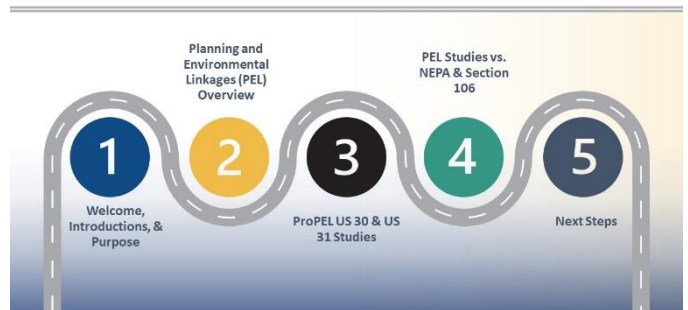 1
Welcome,
Introductions, &
Purpose
Planning and
Environmental
Linkages (PEL)
Overview
2
3
ProPEL US 30 & US
31 Studies
PEL Studies vs.
NEPA & Section
106
4
5
Next Steps